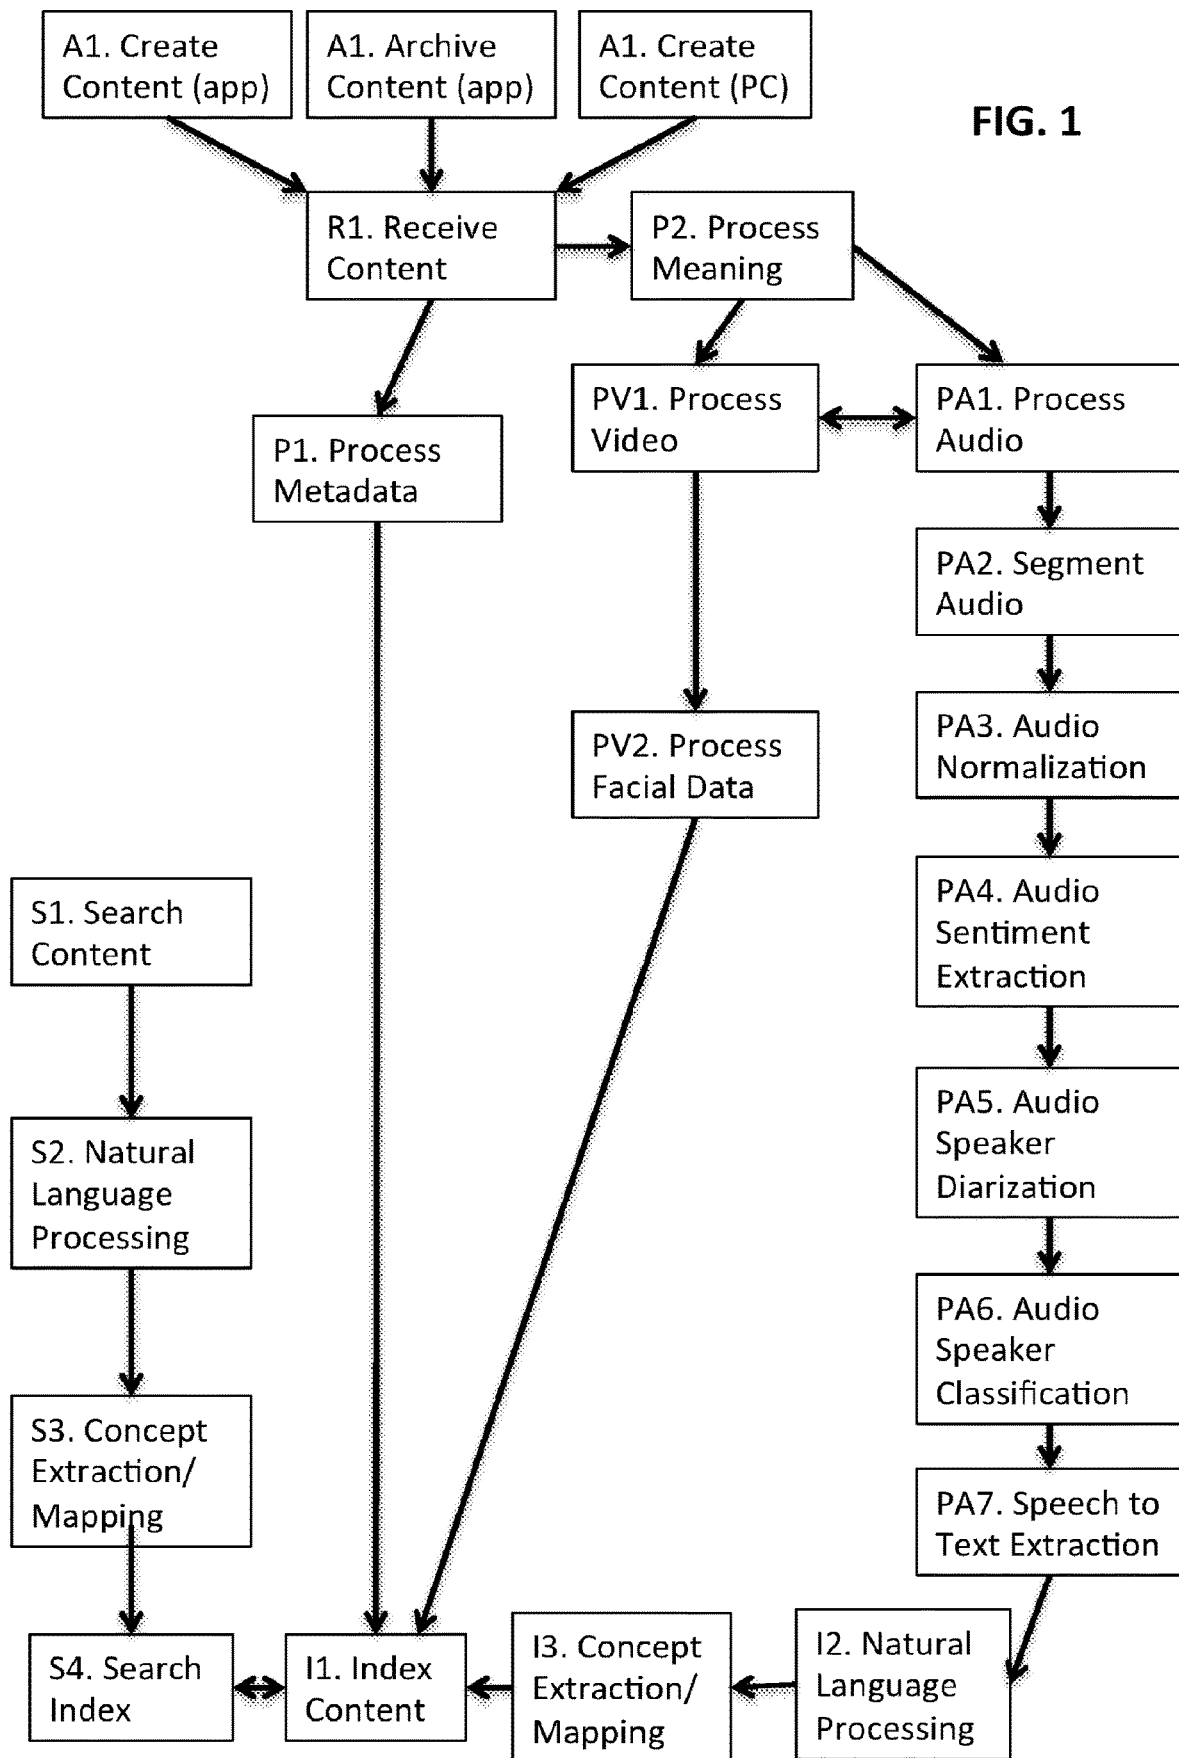 A1. Create
Content (app)
A1. Archive
Content (app)
A1. Create
Content (PC)
FIG. 1
R1. Receive
Content
P2. Process
Meaning
P1. Process
Metadata
PV1. Process
Video
PA1. Process
Audio
PA2. Segment
Audio
PA3. Audio
Normalization
PV2. Process
Facial Data
PA4. Audio
Sentiment
Extraction
S1. Search
Content
PA5. Audio
Speaker
Diarization
S2. Natural
Language
Processing
PA6. Audio
Speaker
Classification
S3. Concept
Extraction/
Mapping
PA7. Speech to
Text Extraction
S4. Search
Index
I1. Index
Content
I3. Concept
Extraction/
Mapping
I2. Natural
Language
Processing